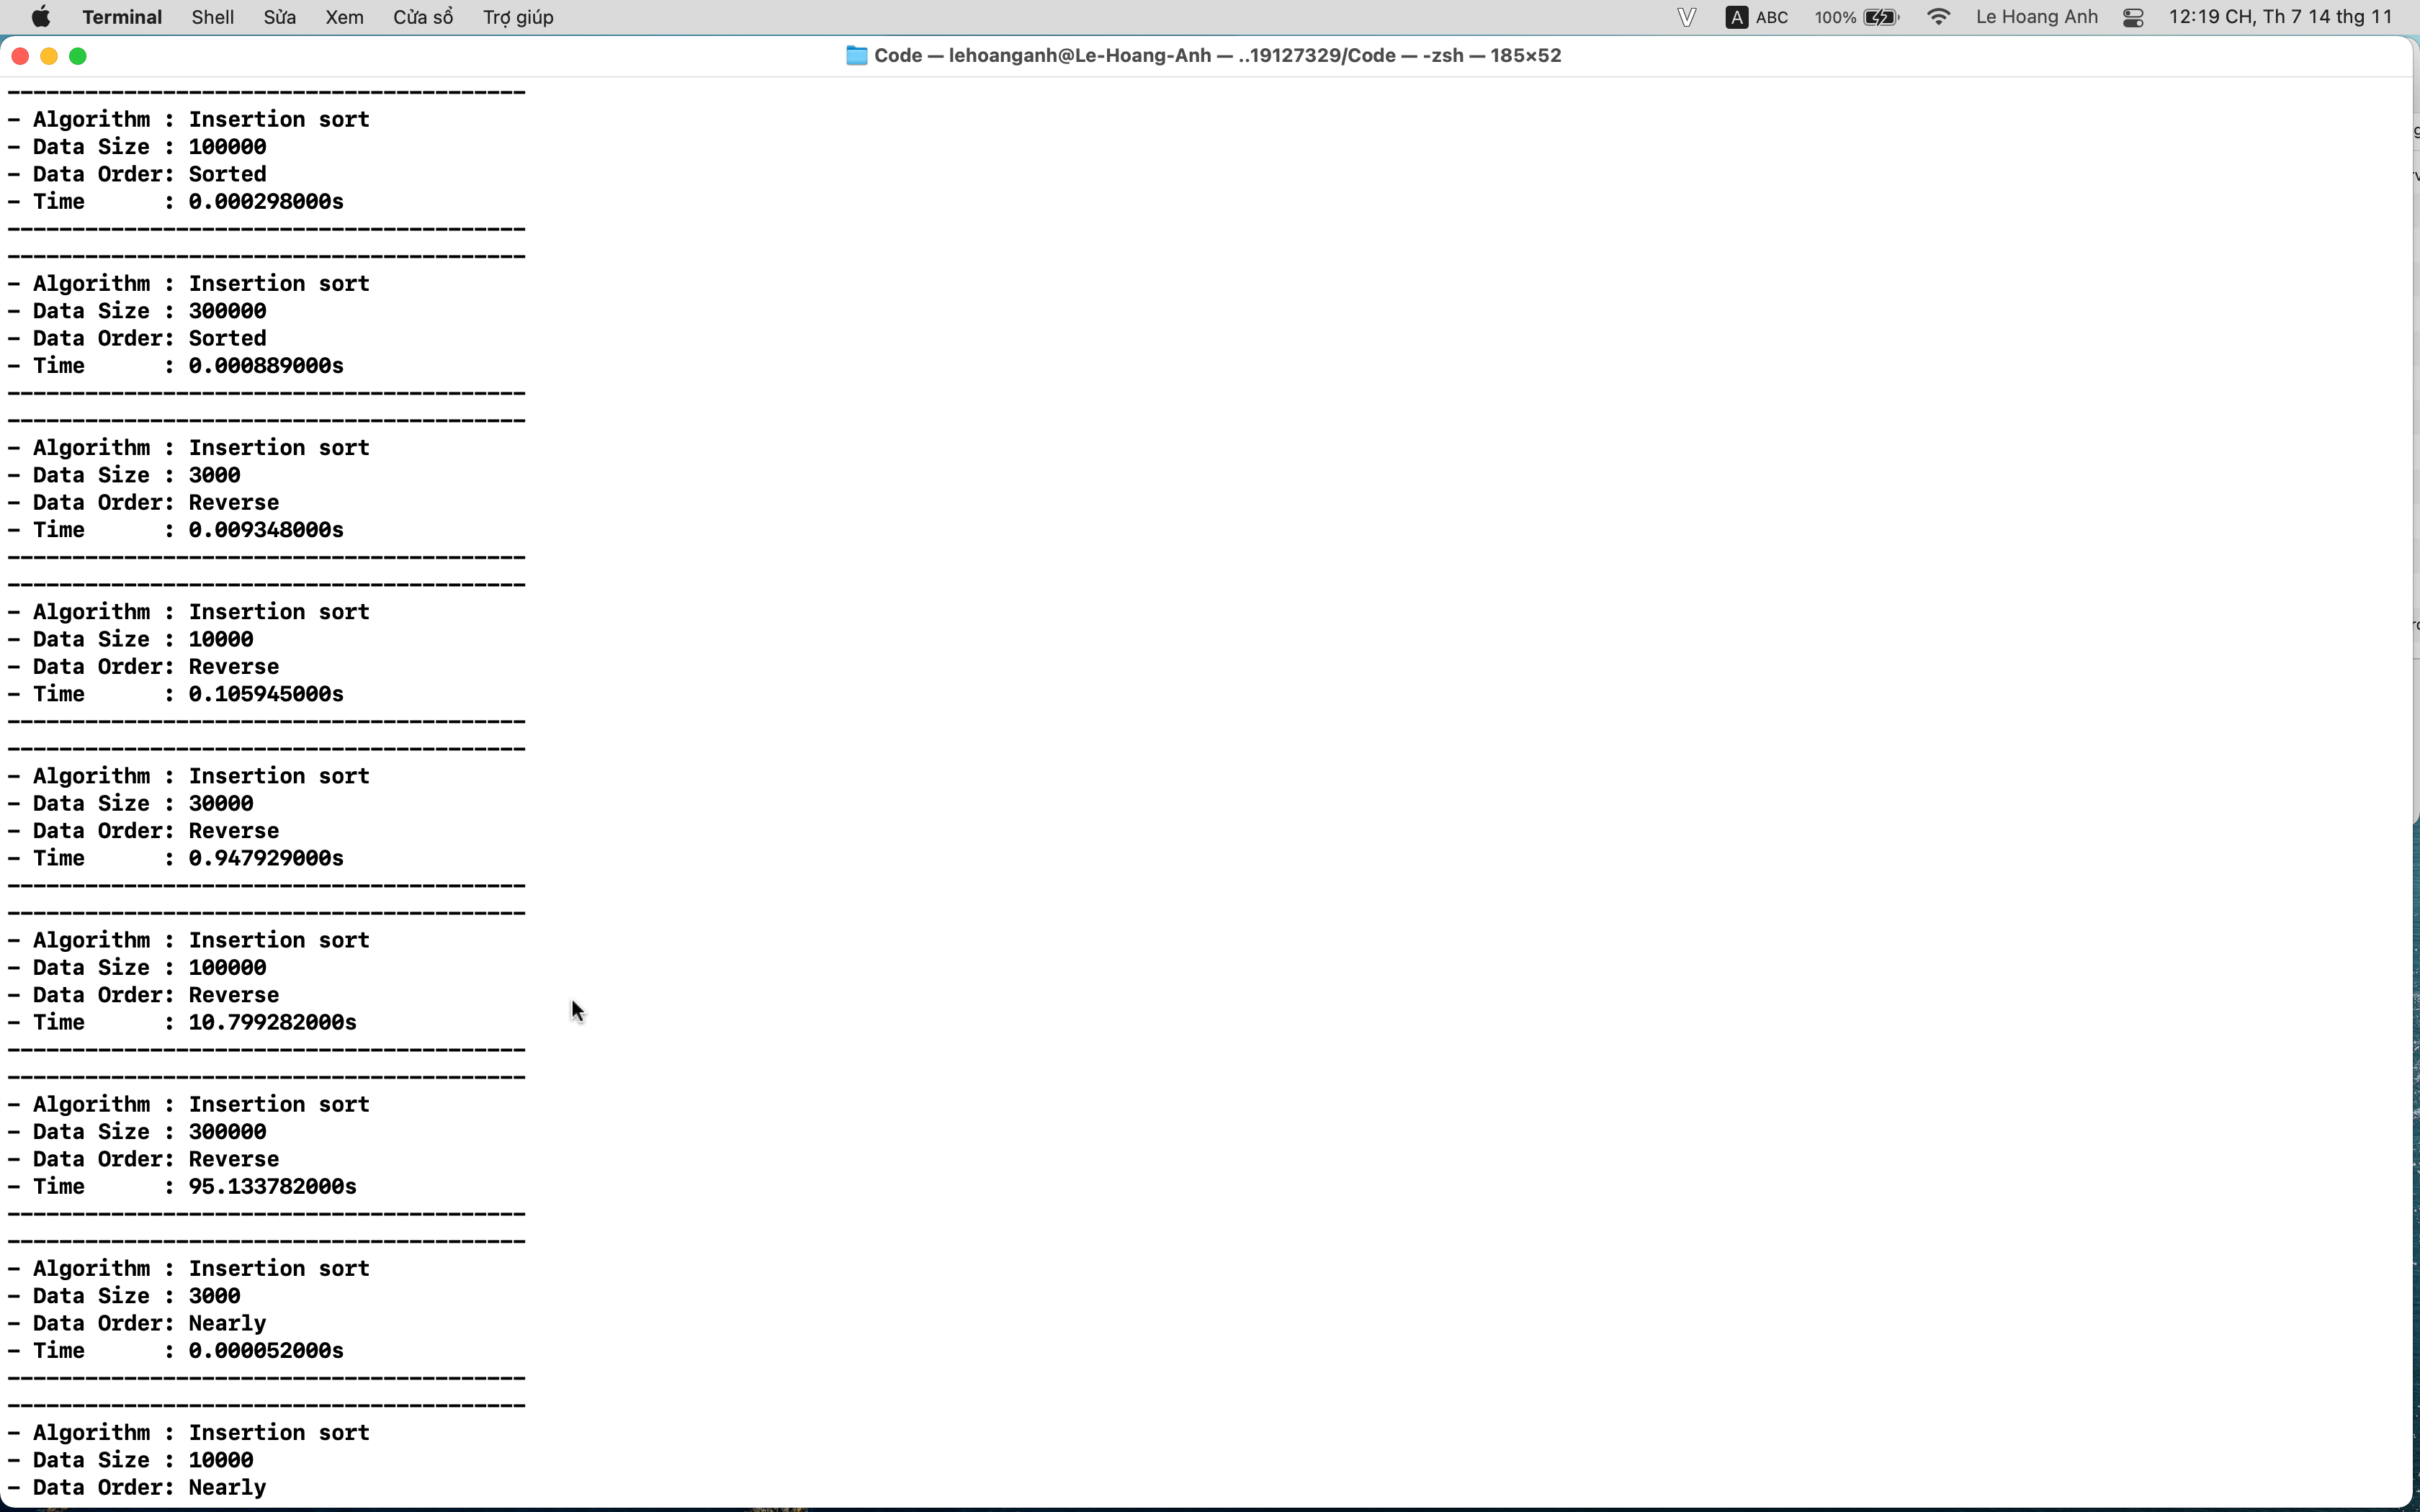 Terminal Shell Sửa Xem Cửa sổ Trợ giúp V A ABC 100% Le Hoang Anh 12:19 CH, Th 7 14 thg 11
Code — lehoanganh@Le-Hoang-Anh — ..19127329/Code — -zsh — 185×52
----------------------------------------
- Algorithm : Insertion sort
- Data Size : 100000
- Data Order: Sorted
- Time      : 0.000298000s
----------------------------------------
----------------------------------------
- Algorithm : Insertion sort
- Data Size : 300000
- Data Order: Sorted
- Time      : 0.000889000s
----------------------------------------
----------------------------------------
- Algorithm : Insertion sort
- Data Size : 3000
- Data Order: Reverse
- Time      : 0.009348000s
----------------------------------------
----------------------------------------
- Algorithm : Insertion sort
- Data Size : 10000
- Data Order: Reverse
- Time      : 0.105945000s
----------------------------------------
----------------------------------------
- Algorithm : Insertion sort
- Data Size : 30000
- Data Order: Reverse
- Time      : 0.947929000s
----------------------------------------
----------------------------------------
- Algorithm : Insertion sort
- Data Size : 100000
- Data Order: Reverse
- Time      : 10.799282000s
----------------------------------------
----------------------------------------
- Algorithm : Insertion sort
- Data Size : 300000
- Data Order: Reverse
- Time      : 95.133782000s
----------------------------------------
----------------------------------------
- Algorithm : Insertion sort
- Data Size : 3000
- Data Order: Nearly
- Time      : 0.000052000s
----------------------------------------
----------------------------------------
- Algorithm : Insertion sort
- Data Size : 10000
- Data Order: Nearly